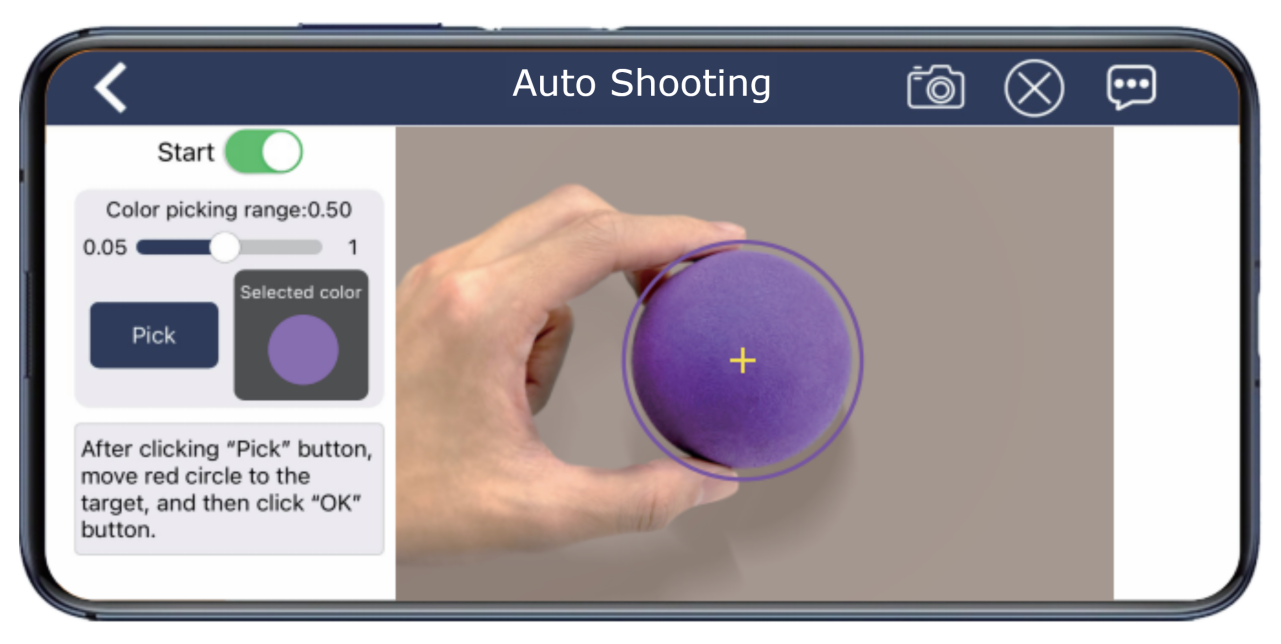 Auto Shooting
Start
Color picking range:0.50
0.05 1
Selected color
Pick
After clicking “Pick” button,
move red circle to the
target, and then click “OK”
button.